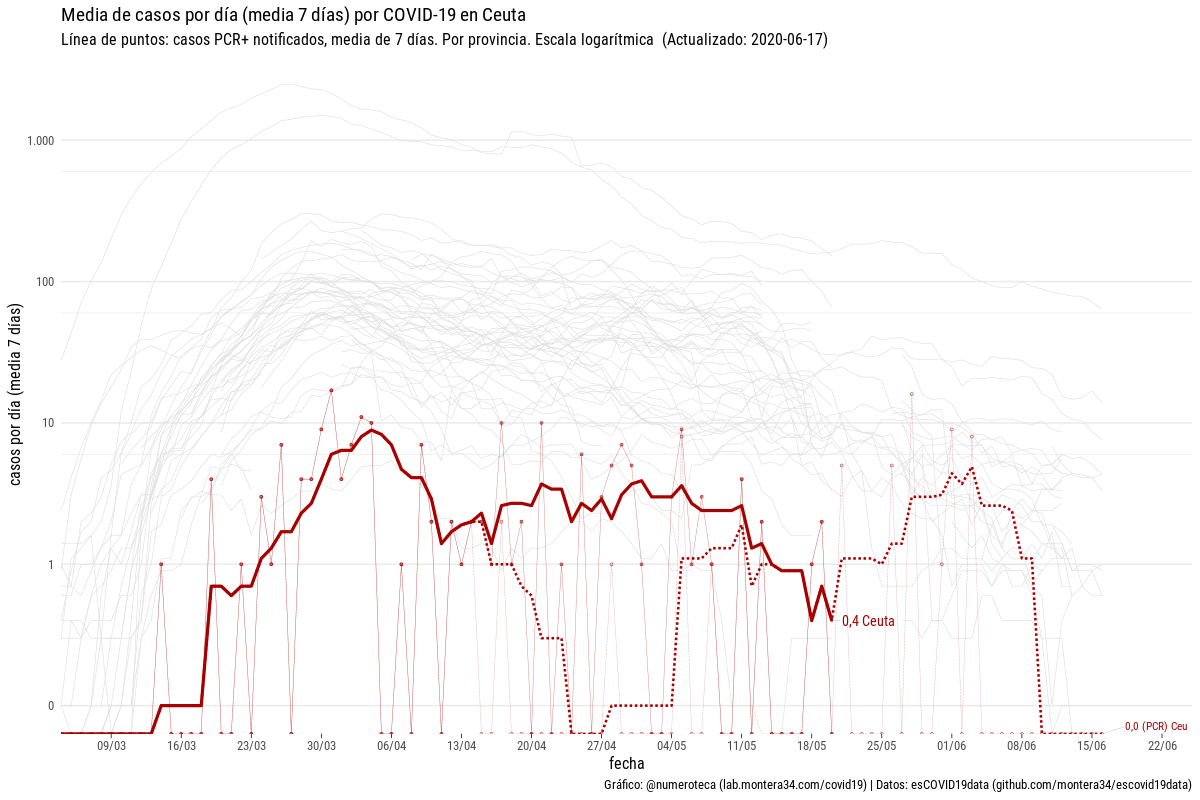 Media de casos por día (media 7 días) por COVID-19 en Ceuta
Línea de puntos: casos PCR+ notificados, media de 7 días. Por provincia. Escala logarítmica (Actualizado: 2020-06-17)
casos por día (media 7 días)
1.000
100
10
1
0
0,4 Ceuta
0,0 (PCR) Ceu
09/03 16/03 23/03 30/03 06/04 13/04 20/04 27/04 04/05 11/05 18/05 25/05 01/06 08/06 15/06 22/06
fecha
Gráfico: @numeroteca (lab.montera34.com/covid19) | Datos: esCOVID19data (github.com/montera34/escovid19data)